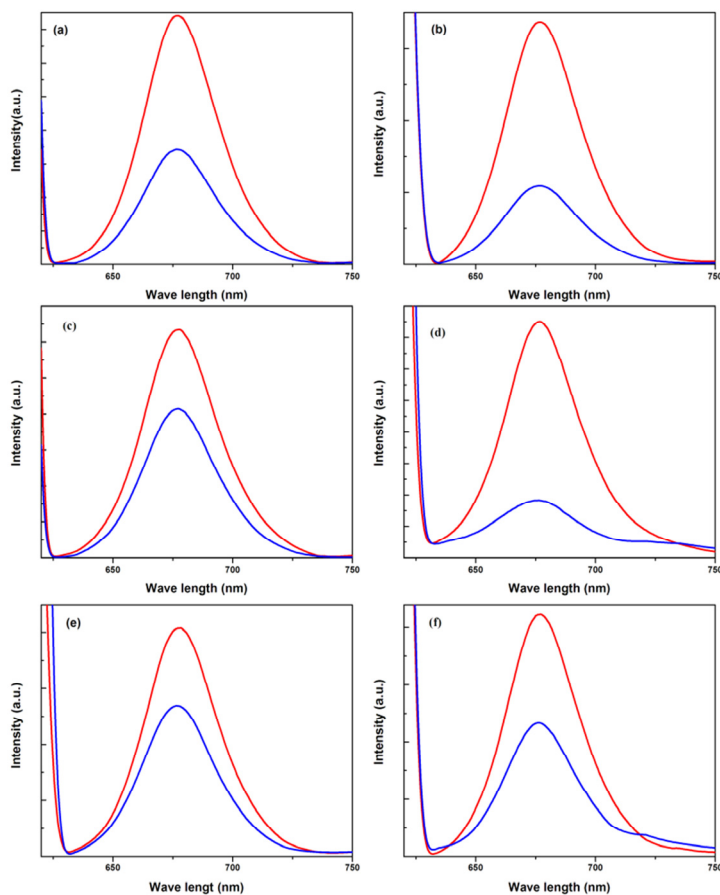 (a)
Intensity(a.u.)
650 700 750
Wave length (nm)
(b)
Intensity (a.u.)
650 700 750
Wave length (nm)
(c)
Intensity(a.u.)
650 700 750
Wave length (nm)
(d)
Intensity (a.u.)
650 700 750
Wave length (nm)
(e)
Intensity (a.u.)
650 700 750
Wave lengt (nm)
(f)
Intensity (a.u.)
650 700 750
Wave length (nm)